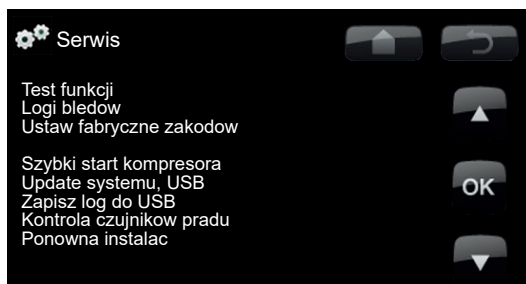 Serwis
Test funkcji
Logi bledow
Ustaw fabryczne zakodow
Szybki start kompresora
Update systemu, USB
OK
Zapisz log do USB
Kontrola czujnikow pradu
Ponowna instalac